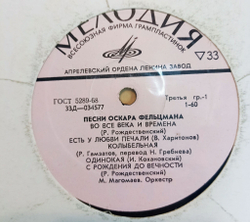 МЕЛОДИЯ
ВСЕСОЮЗНАЯ ФИРМА ГРАМПЛАСТИНОК
▽33
АПРЕЛЕВСКИЙ ОРДЕНА ЛЕНИНА ЗАВОД
ГОСТ 5289-68
Третья гр.-1
33Д—034577
1-60
ПЕСНИ ОСКАРА ФЕЛЬЦМАНА
ВО ВСЕ ВЕКА И ВРЕМЕНА
(Р. Рождественский)
ЕСТЬ У ЛЮБВИ ПЕЧАЛИ (В. Харитонов)
КОЛЫБЕЛЬНАЯ
(Р. Гамзатов, перевод Н. Гребнева)
ОДИНОКАЯ (И. Кохановский)
С РОЖДЕНИЯ ДО ВЕЧНОСТИ
(Р. Рождественский)
М. Магомаев. Оркестр